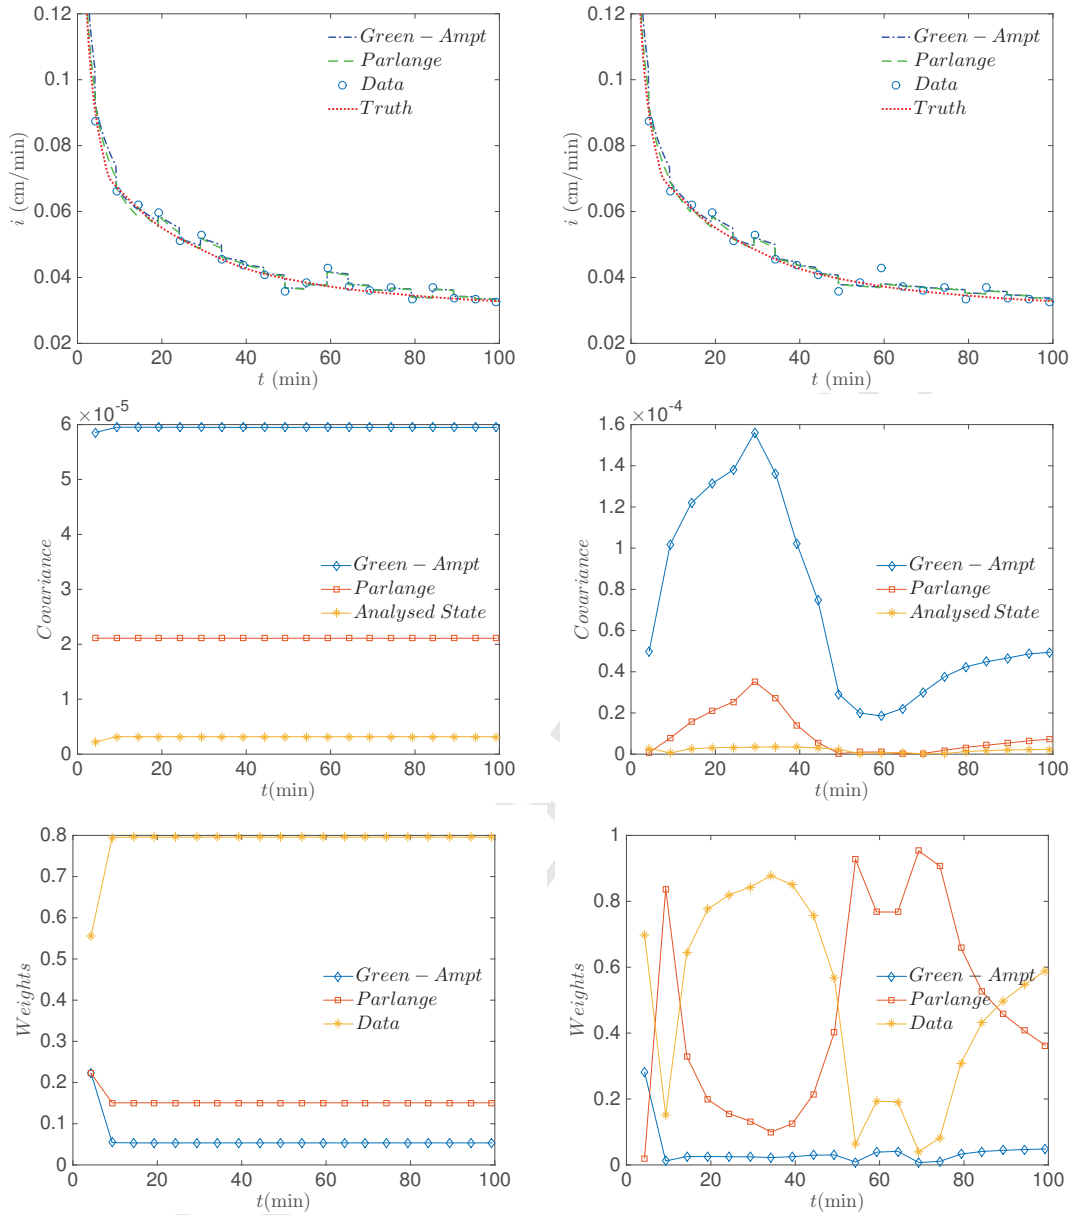 0.12
0.1
0.08
0.06
0.04
0.02
i (cm/min)
0 20 40 60 80 100
t (min)
Green − Ampt
Parlange
Data
Truth
0.12
0.1
0.08
0.06
0.04
0.02
i (cm/min)
0 20 40 60 80 100
t (min)
Green − Ampt
Parlange
Data
Truth
×10-5
6
5
4
3
2
1
0
Covariance
0 20 40 60 80 100
t(min)
Green − Ampt
Parlange
Analysed State
×10-4
1.6
1.4
1.2
1
0.8
0.6
0.4
0.2
0
Covariance
0 20 40 60 80 100
t(min)
Green − Ampt
Parlange
Analysed State
0.8
0.7
0.6
0.5
0.4
0.3
0.2
0.1
0
Weights
0 20 40 60 80 100
t(min)
Green − Ampt
Parlange
Data
1
0.8
0.6
0.4
0.2
0
Weights
0 20 40 60 80 100
t(min)
Green − Ampt
Parlange
Data